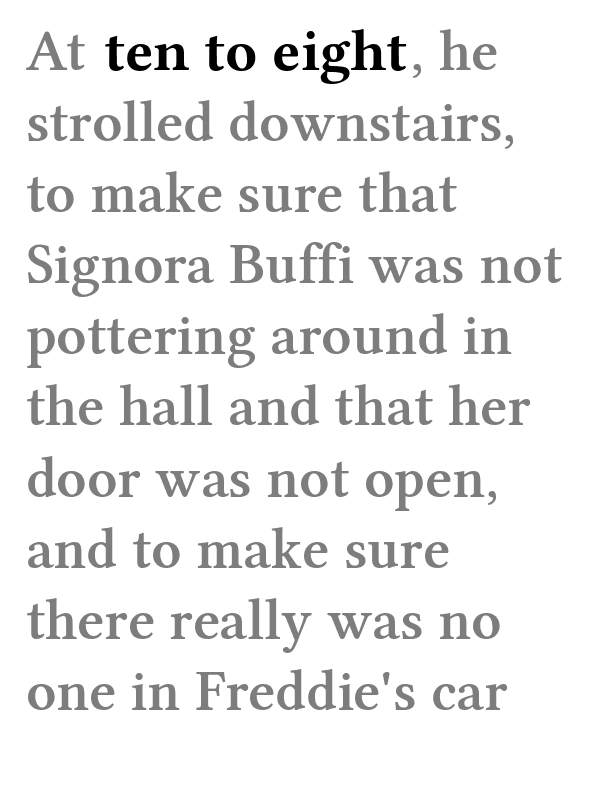 At ten to eight, he
strolled downstairs,
to make sure that
Signora Buffi was not
pottering around in
the hall and that her
door was not open,
and to make sure
there really was no
one in Freddie's car